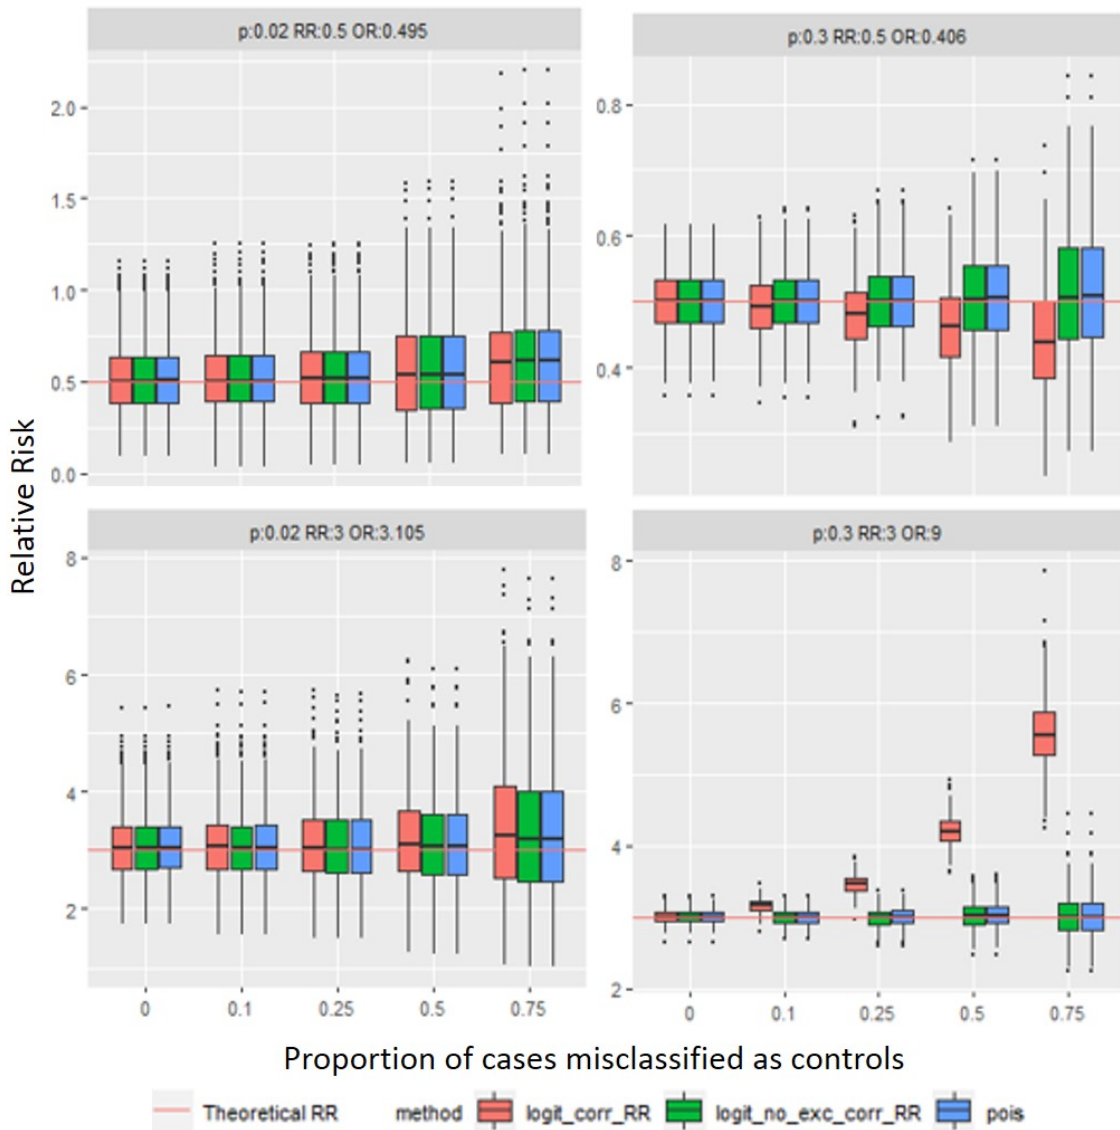 p:0.02 RR:0.5 OR:0.495
p:0.3 RR:0.5 OR:0.406
2.0
1.5
1.0
0.5
0.0
0.8
0.6
0.4
Relative Risk
p:0.02 RR:3 OR:3.105
p:0.3 RR:3 OR:9
8
6
4
2
8
6
4
2
0 0.1 0.25 0.5 0.75
0 0.1 0.25 0.5 0.75
Proportion of cases misclassified as controls
Theoretical RR method logit_corr_RR logit_no_exc_corr_RR pois